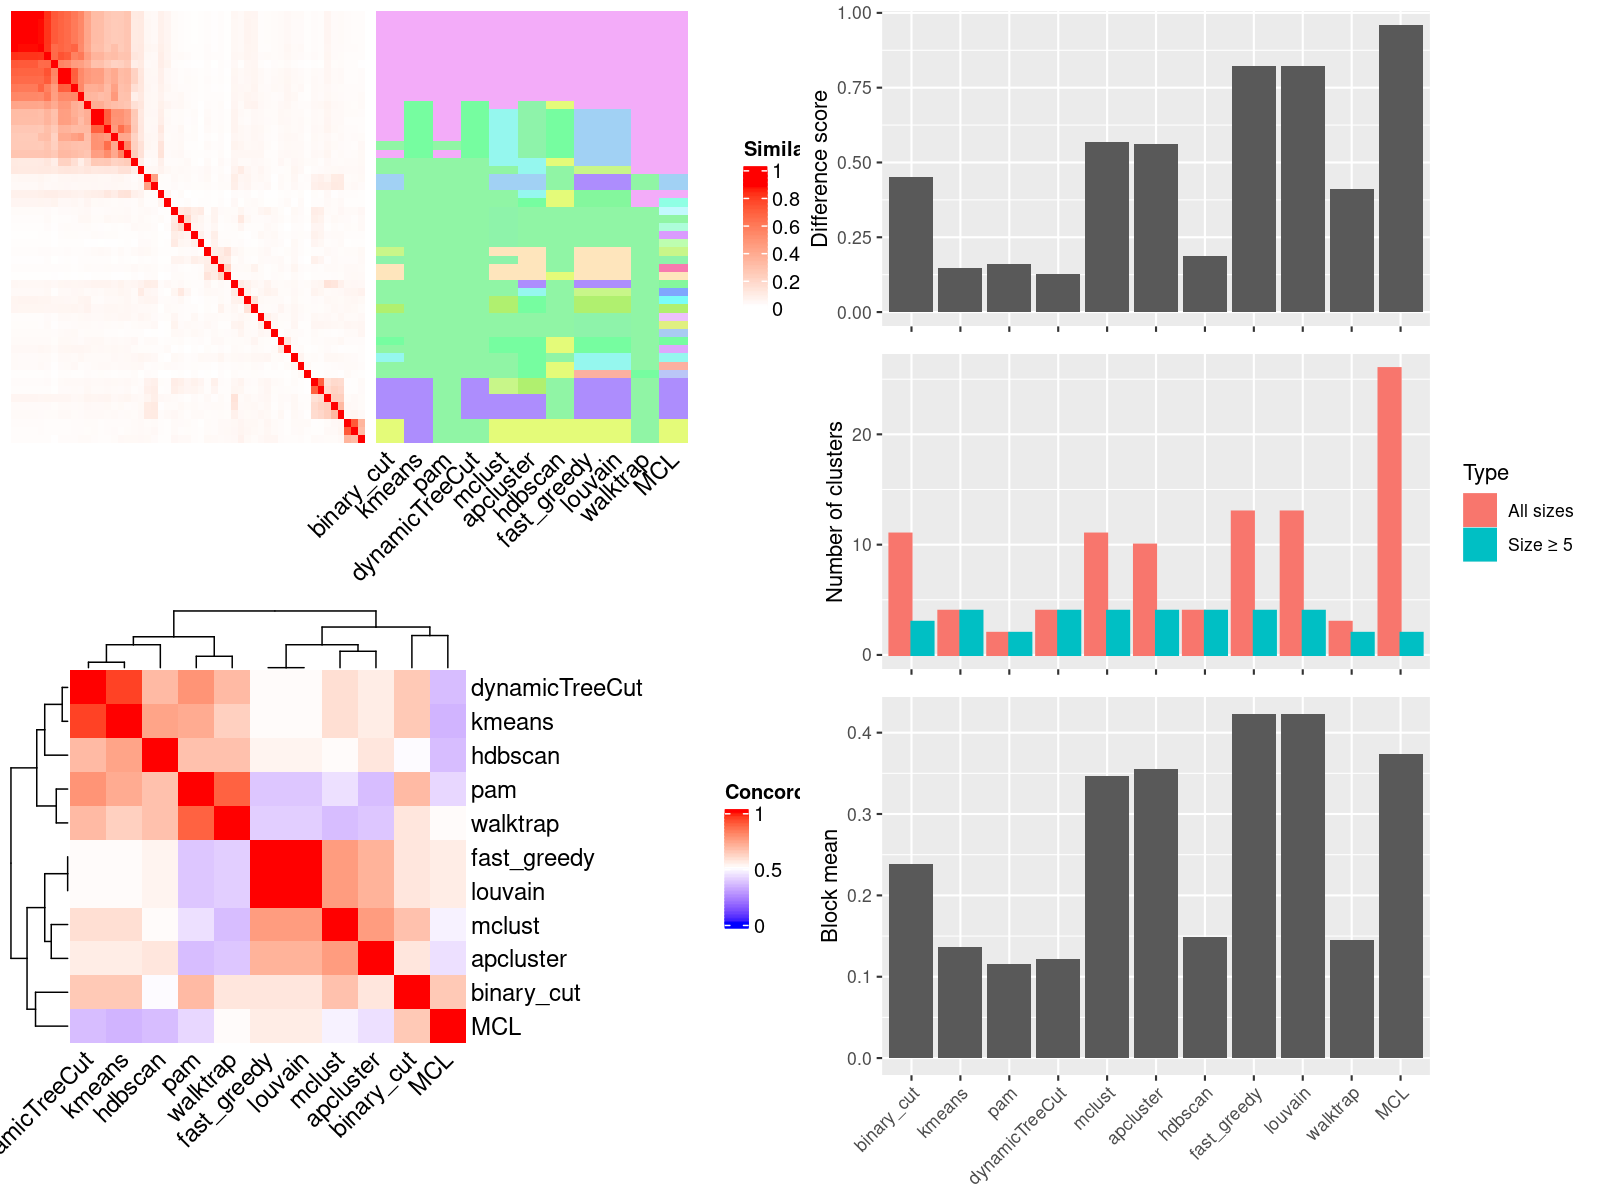 Simila
1
0.8
0.6
0.4
0.2
0
binary_cut
kmeans
pam
dynamicTreeCut
mclust
apcluster
hdbscan
fast_greedy
louvain
walktrap
MCL
Difference score
1.00
0.75
0.50
0.25
0.00
Number of clusters
20
10
0
Type
All sizes
Size ≥ 5
Block mean
0.4
0.3
0.2
0.1
0.0
binary_cut
kmeans
pam
dynamicTreeCut
mclust
apcluster
hdbscan
fast_greedy
louvain
walktrap
MCL
dynamicTreeCut
kmeans
hdbscan
pam
walktrap
fast_greedy
louvain
mclust
apcluster
binary_cut
MCL
Concord
1
0.5
0
amicTreeCut
kmeans
hdbscan
pam
walktrap
fast_greedy
louvain
mclust
apcluster
binary_cut
MCL